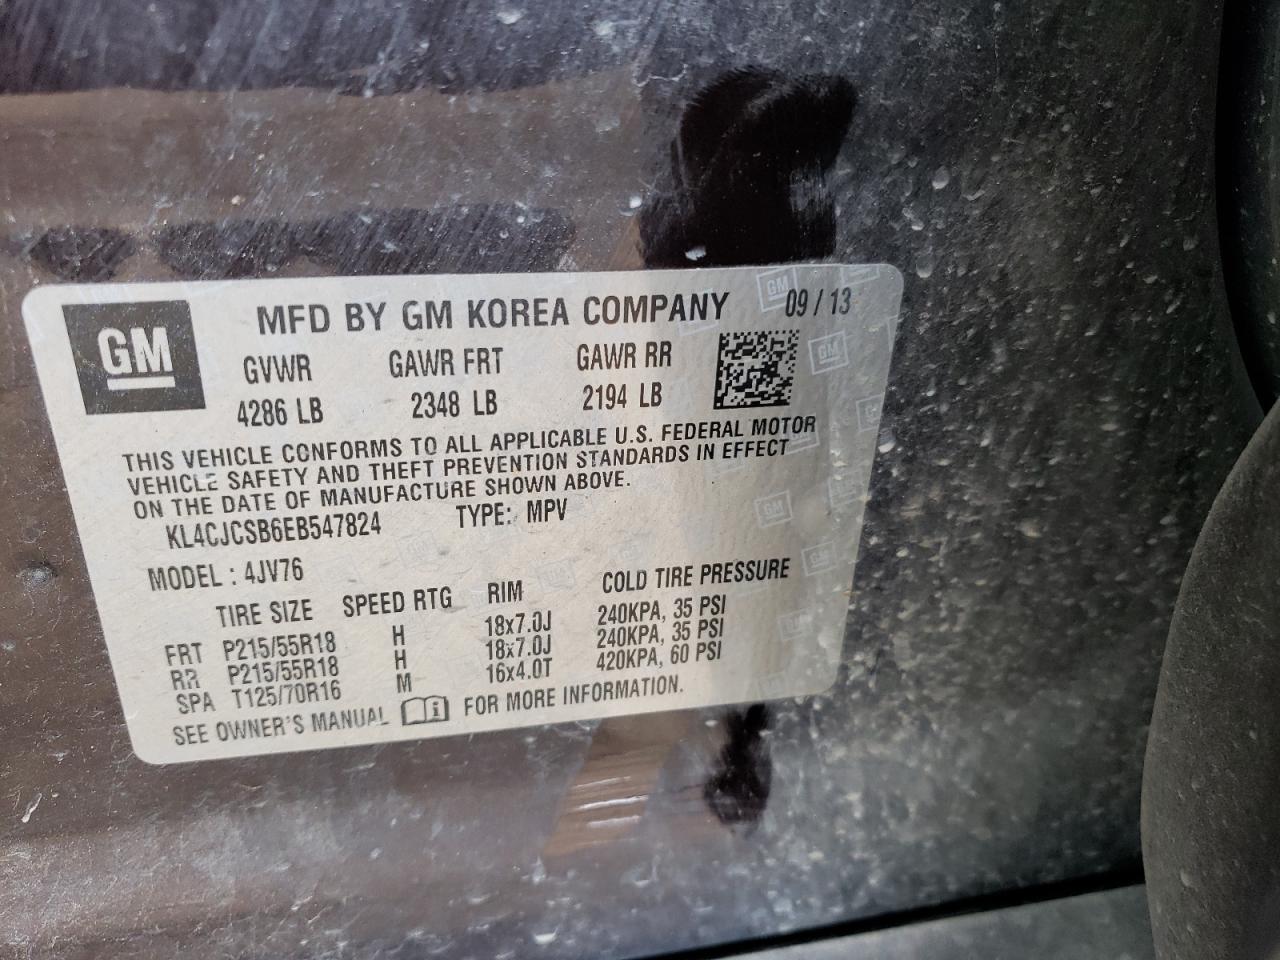 GM
MFD BY GM KOREA COMPANY 09 / 13
GVWR GAWR FRT GAWR RR
4286 LB 2348 LB 2194 LB
THIS VEHICLE CONFORMS TO ALL APPLICABLE U.S. FEDERAL MOTOR
VEHICLE SAFETY AND THEFT PREVENTION STANDARDS IN EFFECT
ON THE DATE OF MANUFACTURE SHOWN ABOVE.
KL4CJCSB6EB547824 TYPE: MPV
MODEL : 4JV76
TIRE SIZE SPEED RTG RIM COLD TIRE PRESSURE
FRT P215/55R18 H 18x7.0J 240KPA, 35 PSI
RR P215/55R18 H 18x7.0J 240KPA, 35 PSI
SPA T125/70R16 M 16x4.0T 420KPA, 60 PSI
SEE OWNER'S MANUAL FOR MORE INFORMATION.